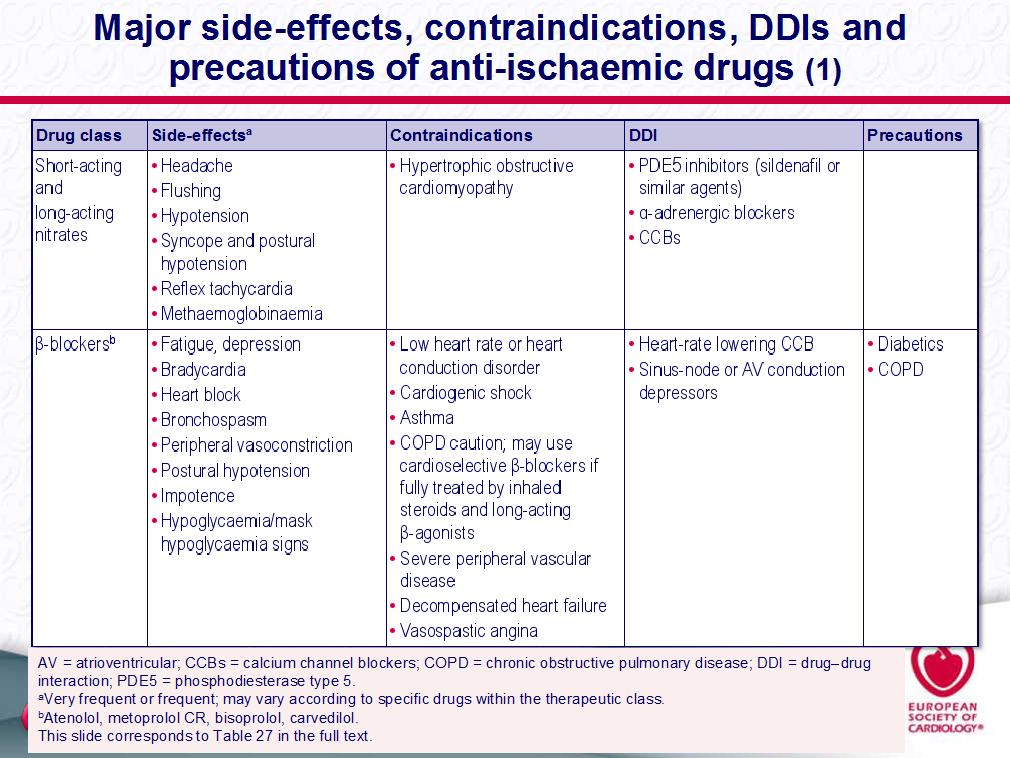 Major side-effects, contraindications, DDIs and
precautions of anti-ischaemic drugs (1)
Drug class
Side-effectsᵃ
Contraindications
DDI
Precautions
Short-acting
and
long-acting
nitrates
• Headache
• Flushing
• Hypotension
• Syncope and postural
hypotension
• Reflex tachycardia
• Methaemoglobinaemia
• Hypertrophic obstructive
cardiomyopathy
• PDE5 inhibitors (sildenafil or
similar agents)
• α-adrenergic blockers
• CCBs
β-blockersᵇ
• Fatigue, depression
• Bradycardia
• Heart block
• Bronchospasm
• Peripheral vasoconstriction
• Postural hypotension
• Impotence
• Hypoglycaemia/mask
hypoglycaemia signs
• Low heart rate or heart
conduction disorder
• Cardiogenic shock
• Asthma
• COPD caution; may use
cardioselective β-blockers if
fully treated by inhaled
steroids and long-acting
β-agonists
• Severe peripheral vascular
disease
• Decompensated heart failure
• Vasospastic angina
• Heart-rate lowering CCB
• Sinus-node or AV conduction
depressors
• Diabetics
• COPD
AV = atrioventricular; CCBs = calcium channel blockers; COPD = chronic obstructive pulmonary disease; DDI = drug–drug
interaction; PDE5 = phosphodiesterase type 5.
ᵃVery frequent or frequent; may vary according to specific drugs within the therapeutic class.
ᵇAtenolol, metoprolol CR, bisoprolol, carvedilol.
This slide corresponds to Table 27 in the full text.
EUROPEAN
SOCIETY OF
CARDIOLOGY®